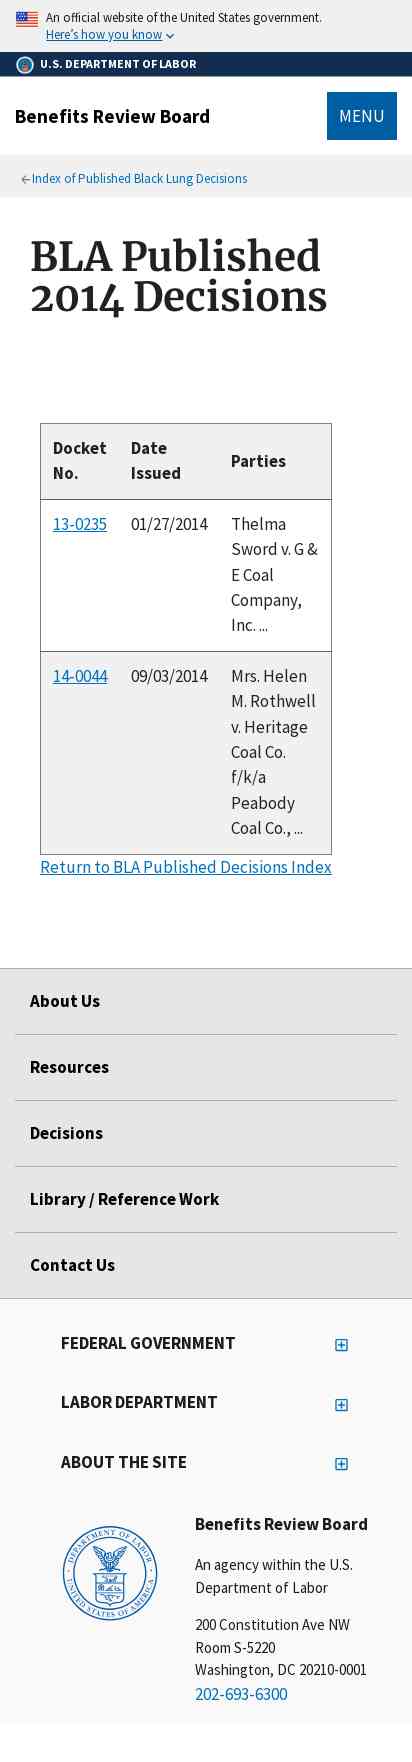 An official website of the United States government.
Here's how you know
U.S. DEPARTMENT OF LABOR
Benefits Review Board
MENU
Index of Published Black Lung Decisions
BLA Published
2014 Decisions
Docket No.
Date Issued
Parties
13-0235
01/27/2014
Thelma
Sword v. G &
E Coal
Company,
Inc. ...
14-0044
09/03/2014
Mrs. Helen
M. Rothwell
v. Heritage
Coal Co.
f/k/a
Peabody
Coal Co., ...
Return to BLA Published Decisions Index
About Us
Resources
Decisions
Library / Reference Work
Contact Us
FEDERAL GOVERNMENT
LABOR DEPARTMENT
ABOUT THE SITE
DEPARTMENT OF LABOR
UNITED STATES OF AMERICA
Benefits Review Board
An agency within the U.S.
Department of Labor
200 Constitution Ave NW
Room S-5220
Washington, DC 20210-0001
202-693-6300